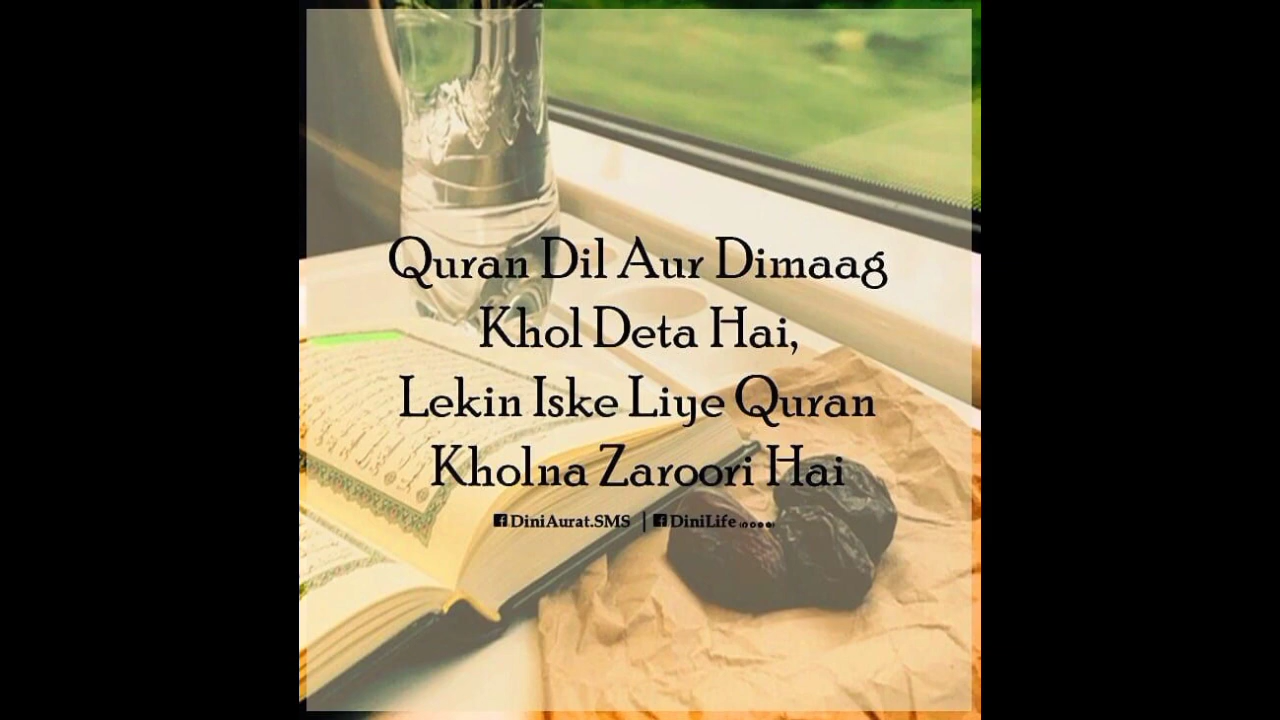 Quran Dil Aur Dimaag
Khol Deta Hai,
Lekin Iske Liye Quran
Kholna Zaroori Hai
DiniAurat.SMS | DiniLife